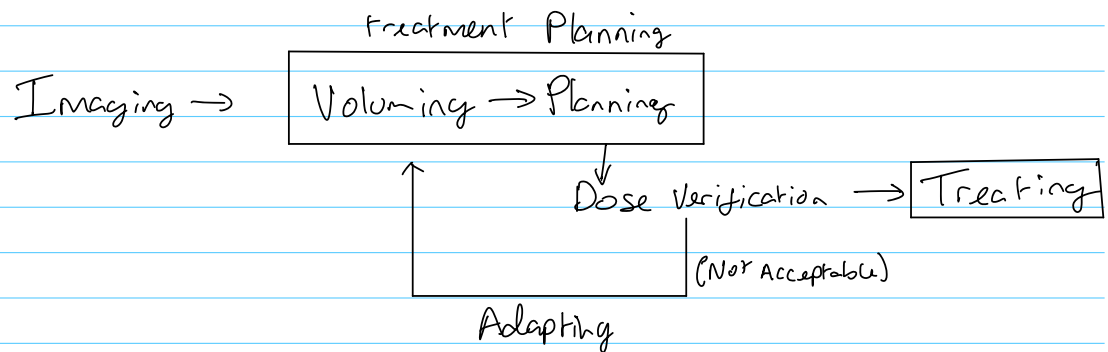 Treatment Planning
Imaging → Voluming → Planning
Dose Verification → Treating
(Not Acceptable)
Adapting